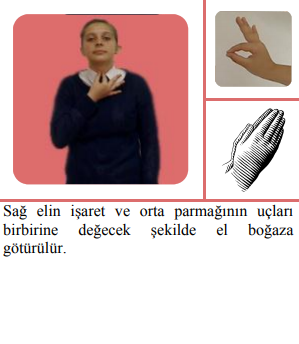 Sağ elin işaret ve orta parmağının uçları
birbirine değecek şekilde el boğaza
götürülür.